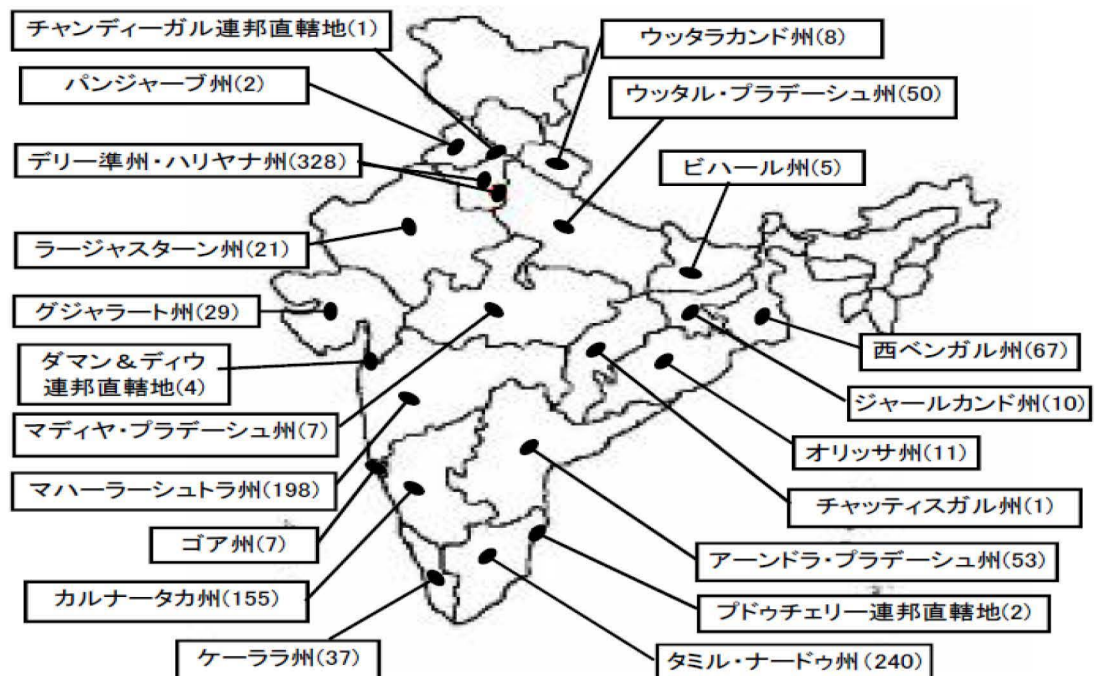 チャンディーガル連邦直轄地(1)
パンジャーブ州(2)
デリー準州・ハリヤナ州(328)
ラージャスターン州(21)
グジャラート州(29)
ダマン＆ディウ
連邦直轄地(4)
マディヤ・プラデーシュ州(7)
マハーラーシュトラ州(198)
ゴア州(7)
カルナータカ州(155)
ケーララ州(37)
ウッタラカンド州(8)
ウッタル・プラデーシュ州(50)
ビハール州(5)
西ベンガル州(67)
ジャールカンド州(10)
オリッサ州(11)
チャッティスガル州(1)
アーンドラ・プラデーシュ州(53)
プドゥチェリー連邦直轄地(2)
タミル・ナードゥ州(240)